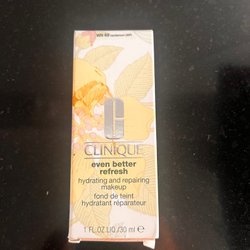 CLINIQUE
even better
refresh
hydrating and repairing
makeup
fond de teint
hydratant réparateur
1 FL.OZ.LIQ./30 ml ℮